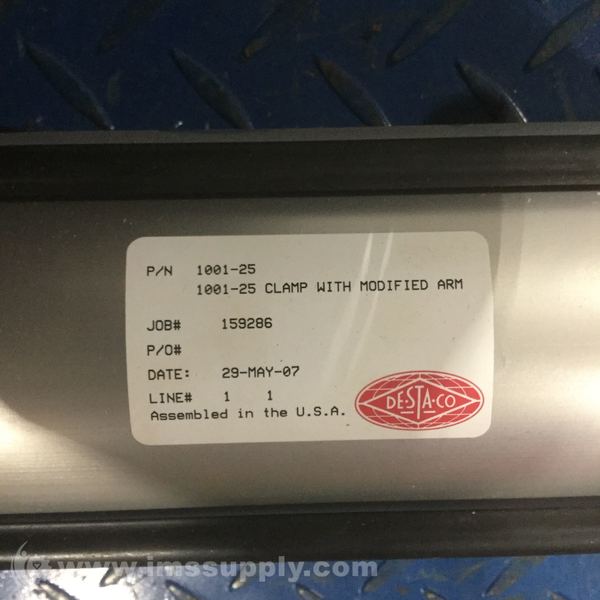 P/N 1001-25
1001-25 CLAMP WITH MODIFIED ARM
JOB# 159286
P/O#
DATE: 29-MAY-07
LINE# 1 1
Assembled in the U.S.A.
DE-STA-CO
www.imssupply.com